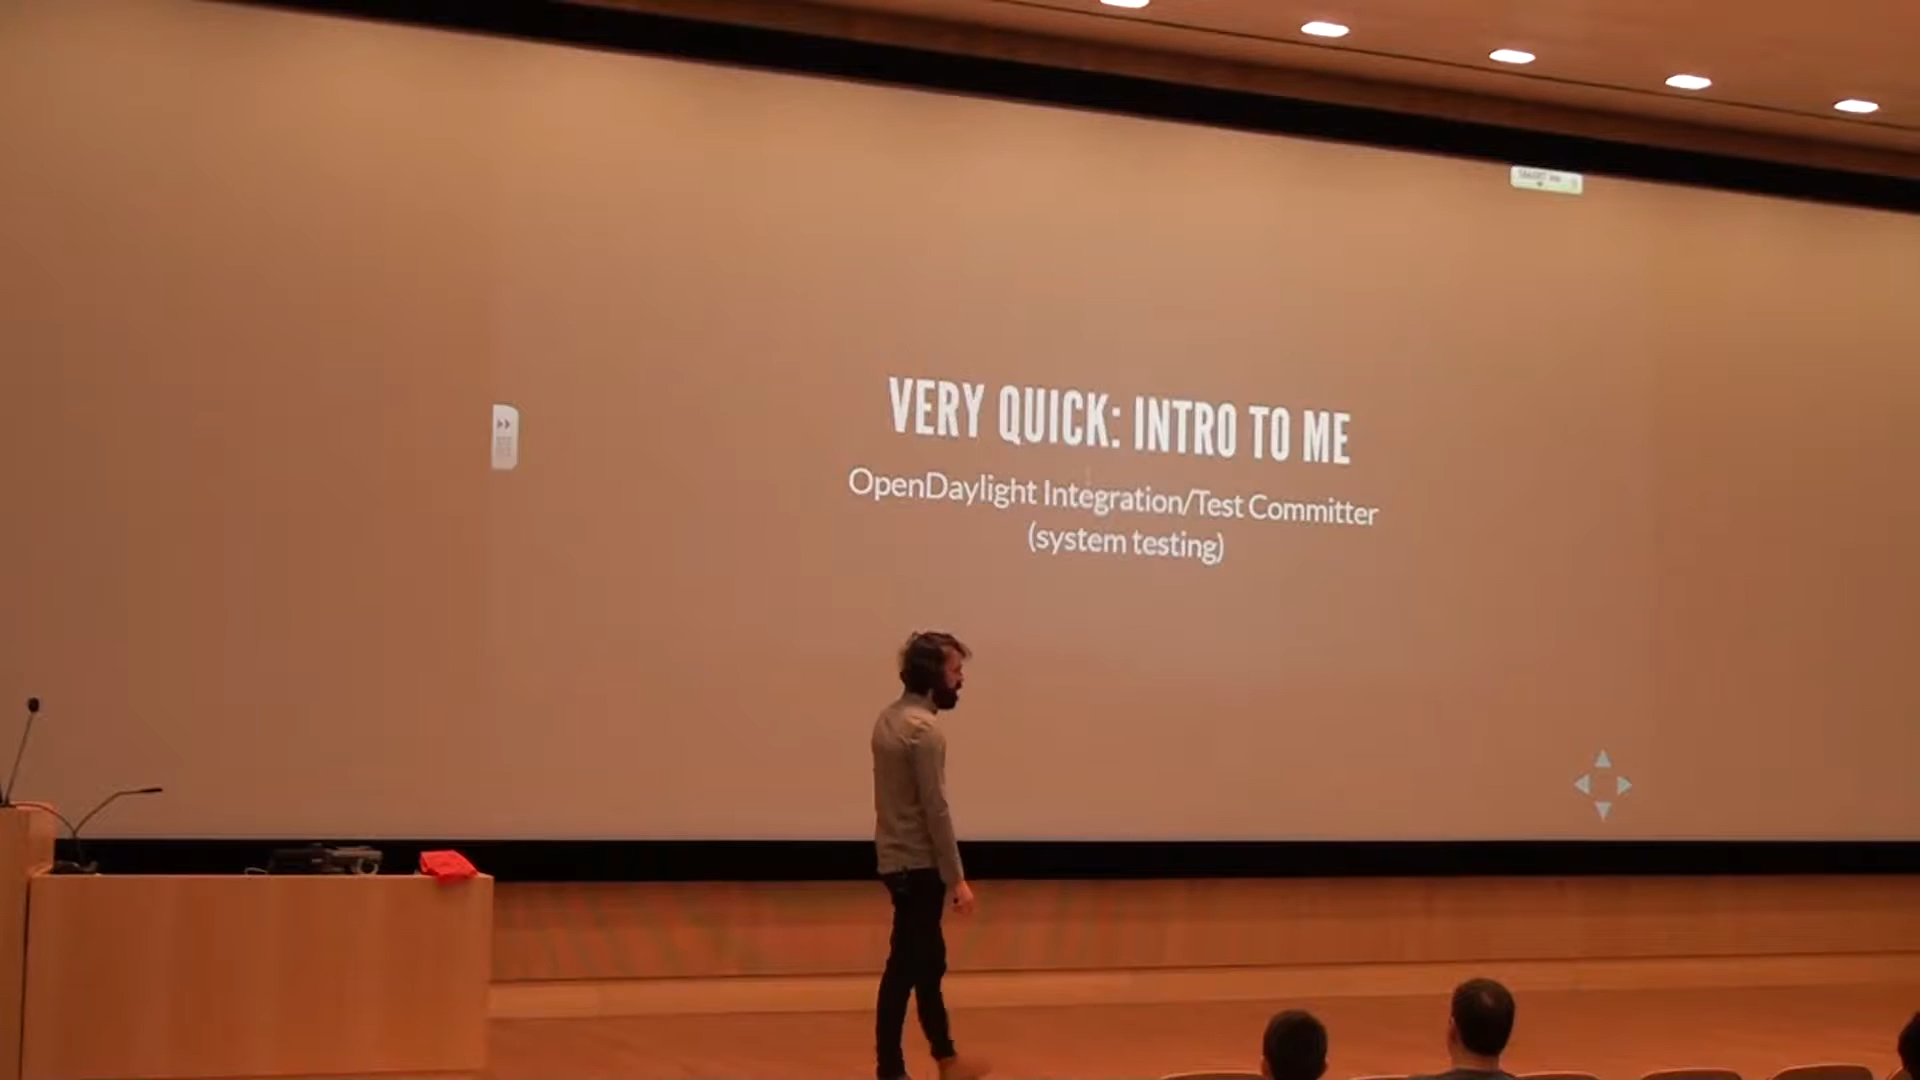 VERY QUICK: INTRO TO ME
OpenDaylight Integration/Test Committer
(system testing)